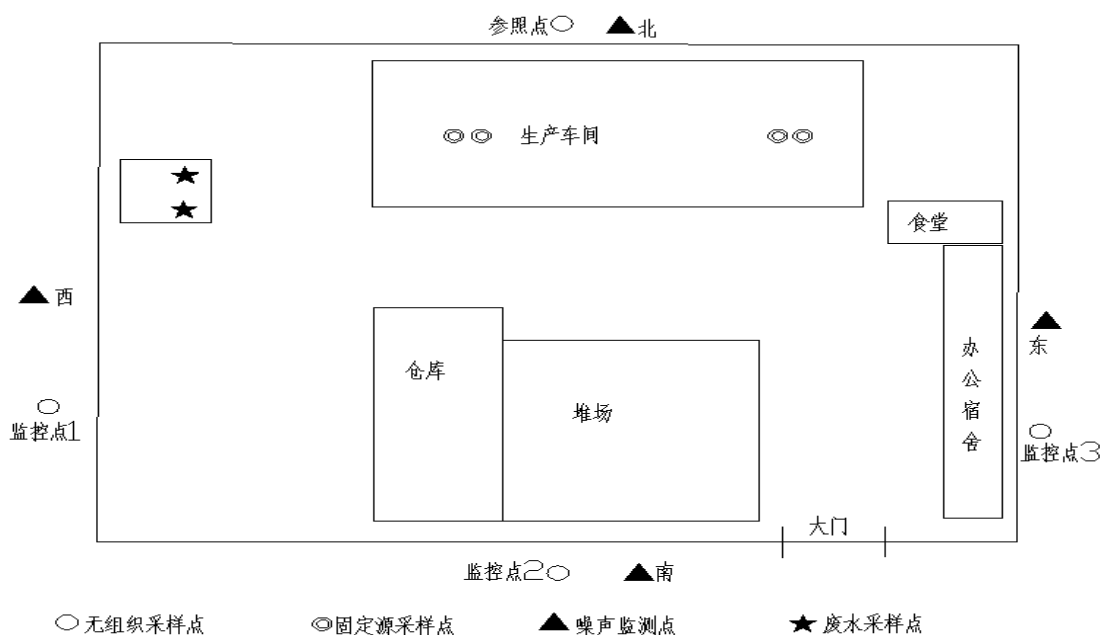 参照点
北
生产车间
食堂
西
东
仓库
堆场
办公宿舍
监控点1
监控点3
大门
监控点2
南
无组织采样点
固定源采样点
噪声监测点
废水采样点